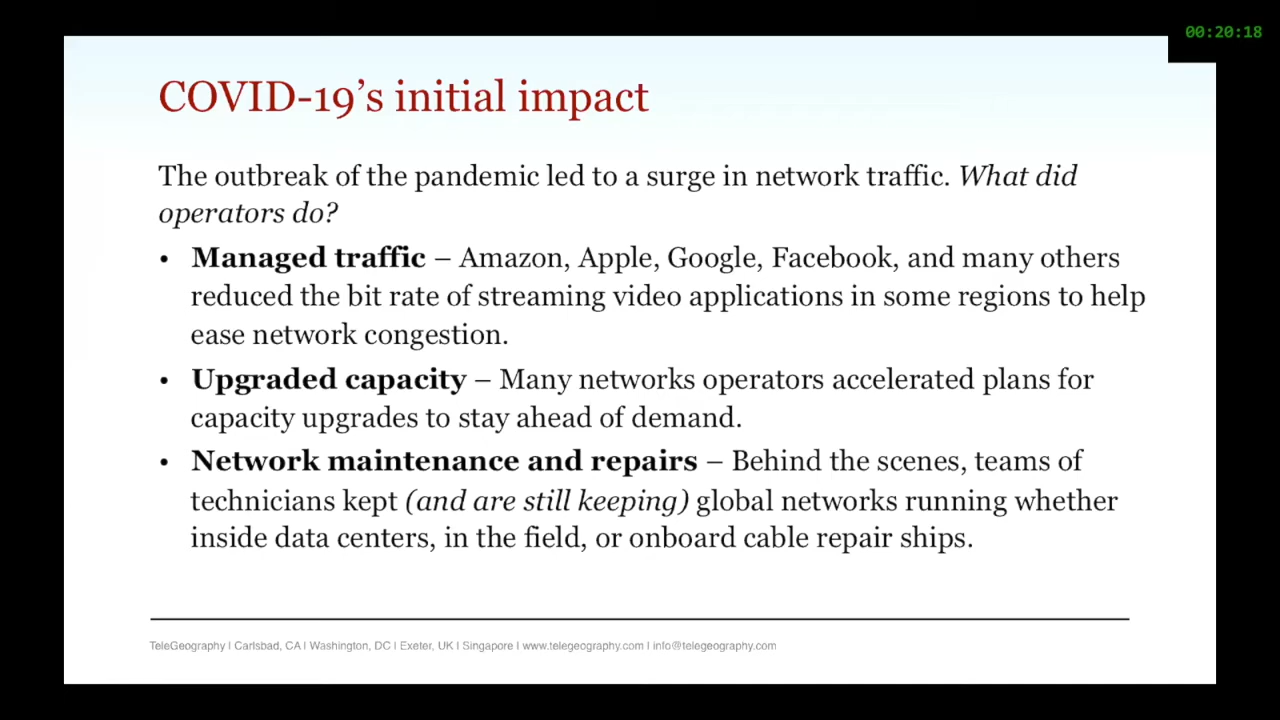 00:20:18
COVID-19’s initial impact
The outbreak of the pandemic led to a surge in network traffic. What did
operators do?
• Managed traffic – Amazon, Apple, Google, Facebook, and many others
reduced the bit rate of streaming video applications in some regions to help
ease network congestion.
• Upgraded capacity – Many networks operators accelerated plans for
capacity upgrades to stay ahead of demand.
• Network maintenance and repairs – Behind the scenes, teams of
technicians kept (and are still keeping) global networks running whether
inside data centers, in the field, or onboard cable repair ships.
TeleGeography | Carlsbad, CA | Washington, DC | Exeter, UK | Singapore | www.telegeography.com | info@telegeography.com